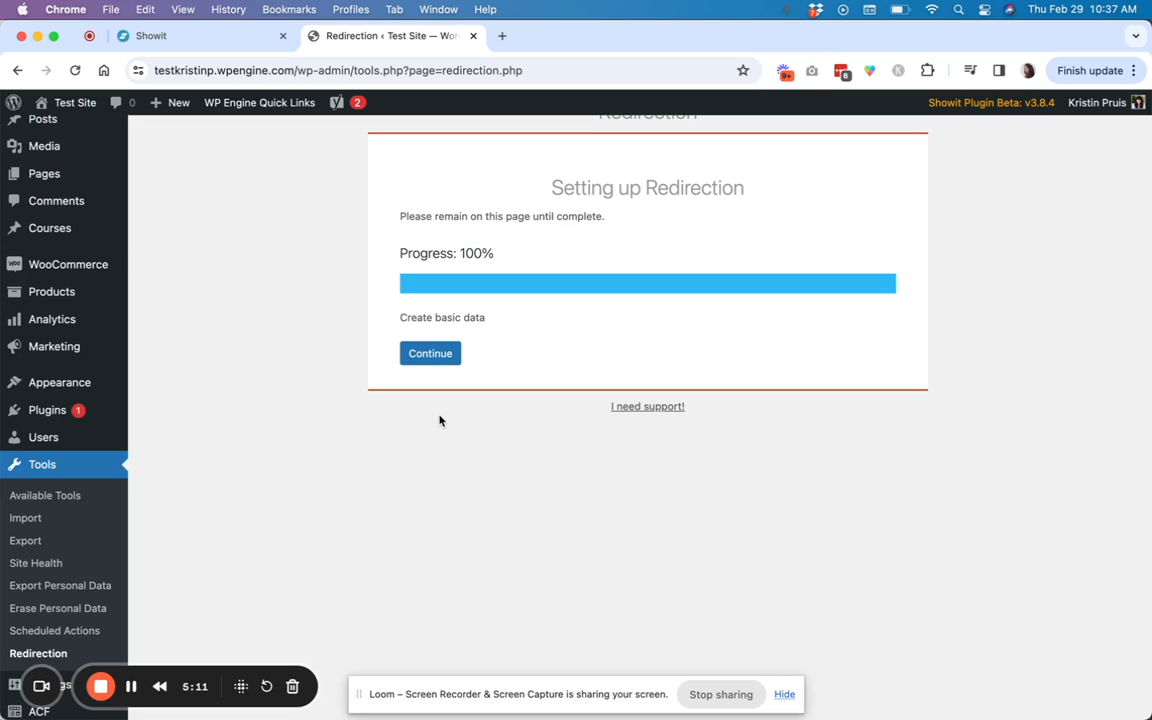 Chrome File Edit View History Bookmarks Profiles Tab Window Help Thu Feb 29 10:37 AM
Showit Redirection ‹ Test Site — Wor
testkristinp.wpengine.com/wp-admin/tools.php?page=redirection.php 9+ 6 Finish update
Test Site 0 New WP Engine Quick Links 2 Showit Plugin Beta: v3.8.4 Kristin Pruis
Redirection
Posts
Media
Pages
Comments
Courses
WooCommerce
Products
Analytics
Marketing
Appearance
Plugins 1
Users
Tools
Available Tools
Import
Export
Site Health
Export Personal Data
Erase Personal Data
Scheduled Actions
Redirection
gs
ACF
Setting up Redirection
Please remain on this page until complete.
Progress: 100%
Create basic data
Continue
I need support!
5:11
Loom – Screen Recorder & Screen Capture is sharing your screen. Stop sharing Hide